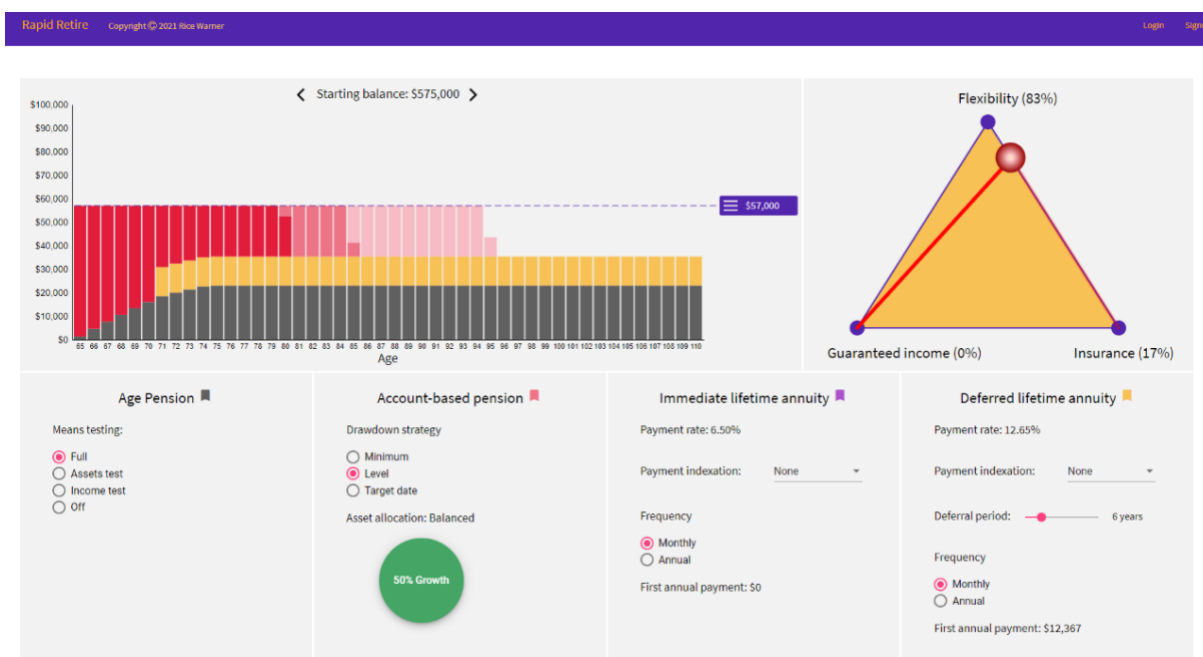 Rapid Retire Copyright © 2021 Rice Warner Login Sign
Starting balance: $575,000
$100,000
$90,000
$80,000
$70,000
$60,000
$50,000
$40,000
$30,000
$20,000
$10,000
$0
$57,000
65 66 67 68 69 70 71 72 73 74 75 76 77 78 79 80 81 82 83 84 85 86 87 88 89 90 91 92 93 94 95 96 97 98 99 100 101 102 103 104 105 106 107 108 109 110
Age
Flexibility (83%)
Guaranteed income (0%) Insurance (17%)
Age Pension
Means testing:
Full
Assets test
Income test
Off
Account-based pension
Drawdown strategy
Minimum
Level
Target date
Asset allocation: Balanced
50% Growth
Immediate lifetime annuity
Payment rate: 6.50%
Payment indexation: None
Frequency
Monthly
Annual
First annual payment: $0
Deferred lifetime annuity
Payment rate: 12.65%
Payment indexation: None
Deferral period: 6 years
Frequency
Monthly
Annual
First annual payment: $12,367